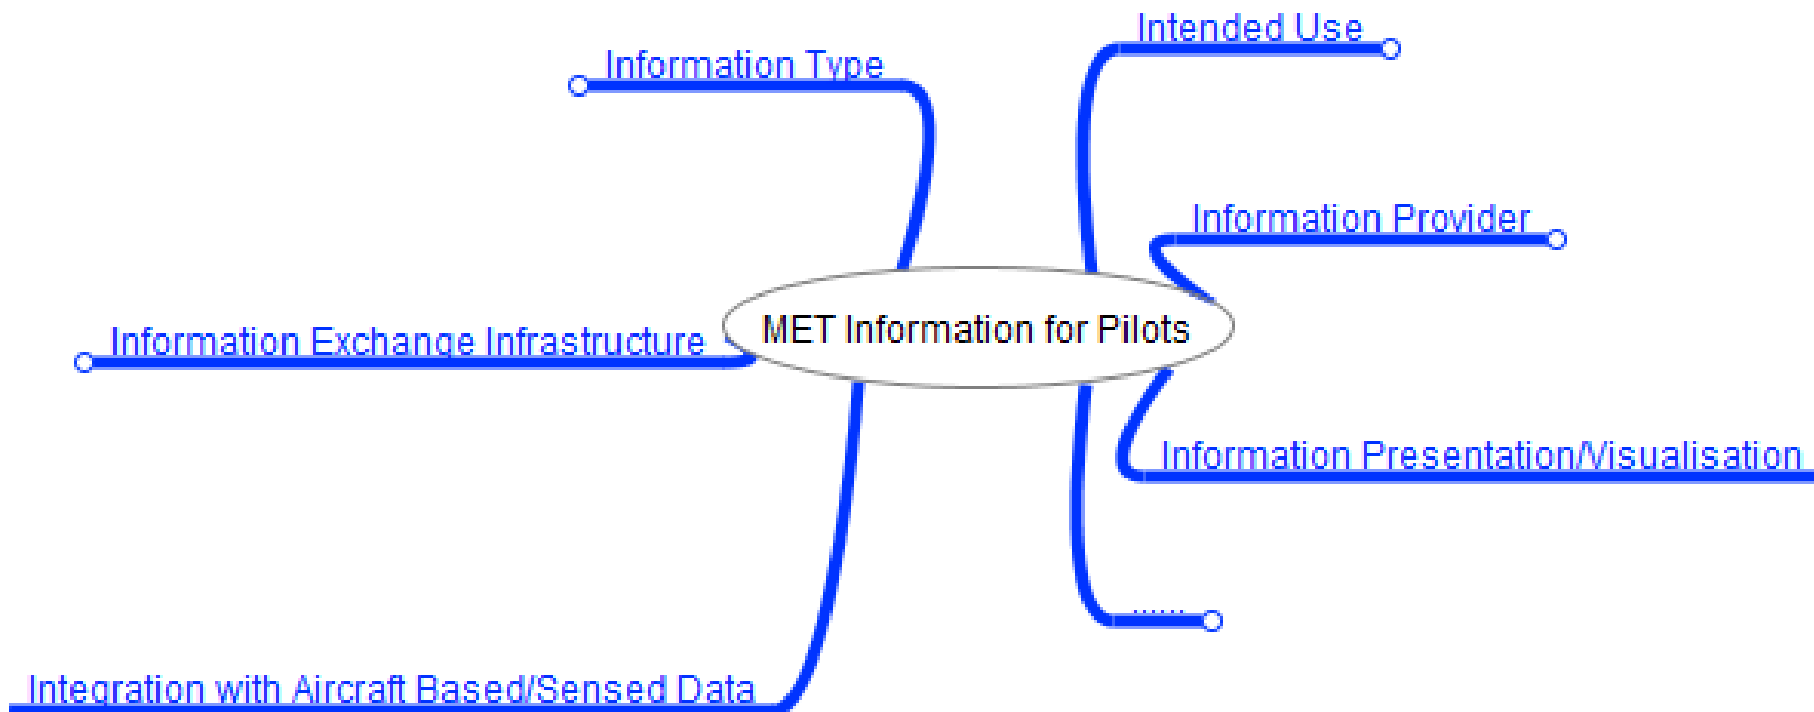 Intended Use
Information Type
Information Provider
MET Information for Pilots
Information Exchange Infrastructure
Information Presentation/Visualisation
......
Integration with Aircraft Based/Sensed Data